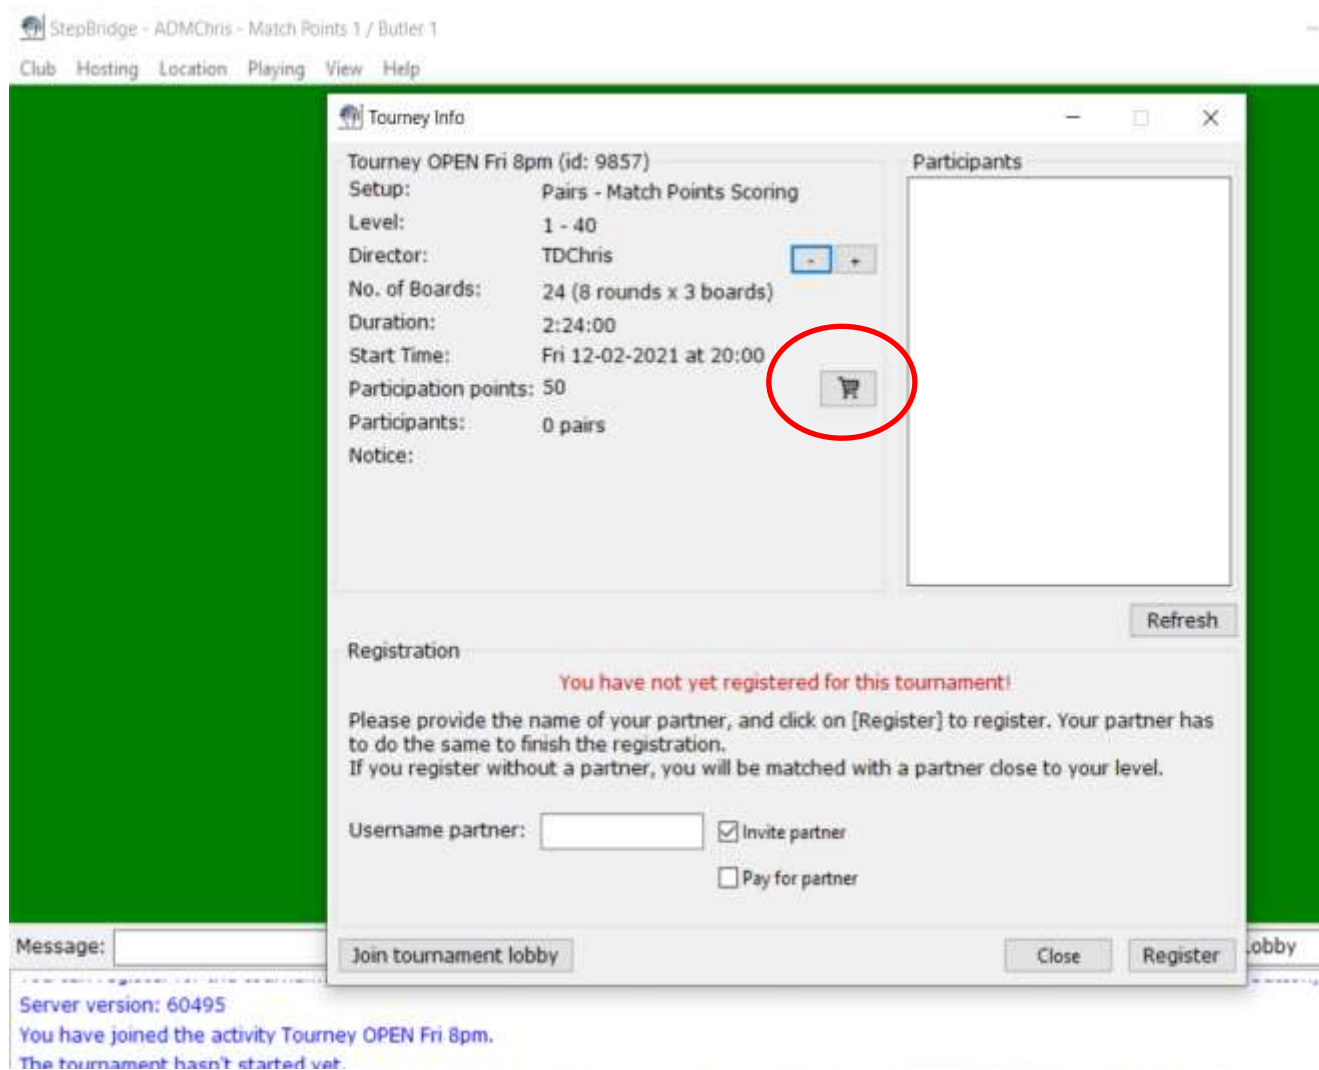 StepBridge - ADMChris - Match Points 1 / Butler 1
Club Hosting Location Playing View Help
Tourney Info
Tourney OPEN Fri 8pm (id: 9857)
Setup: Pairs - Match Points Scoring
Level: 1 - 40
Director: TDChris - +
No. of Boards: 24 (8 rounds x 3 boards)
Duration: 2:24:00
Start Time: Fri 12-02-2021 at 20:00
Participation points: 50
Participants: 0 pairs
Notice:
Participants
Refresh
Registration
You have not yet registered for this tournament!
Please provide the name of your partner, and click on [Register] to register. Your partner has
to do the same to finish the registration.
If you register without a partner, you will be matched with a partner close to your level.
Username partner: Invite partner
Pay for partner
Join tournament lobby Close Register
Message: obby
Server version: 60495
You have joined the activity Tourney OPEN Fri 8pm.
The tournament hasn't started yet.